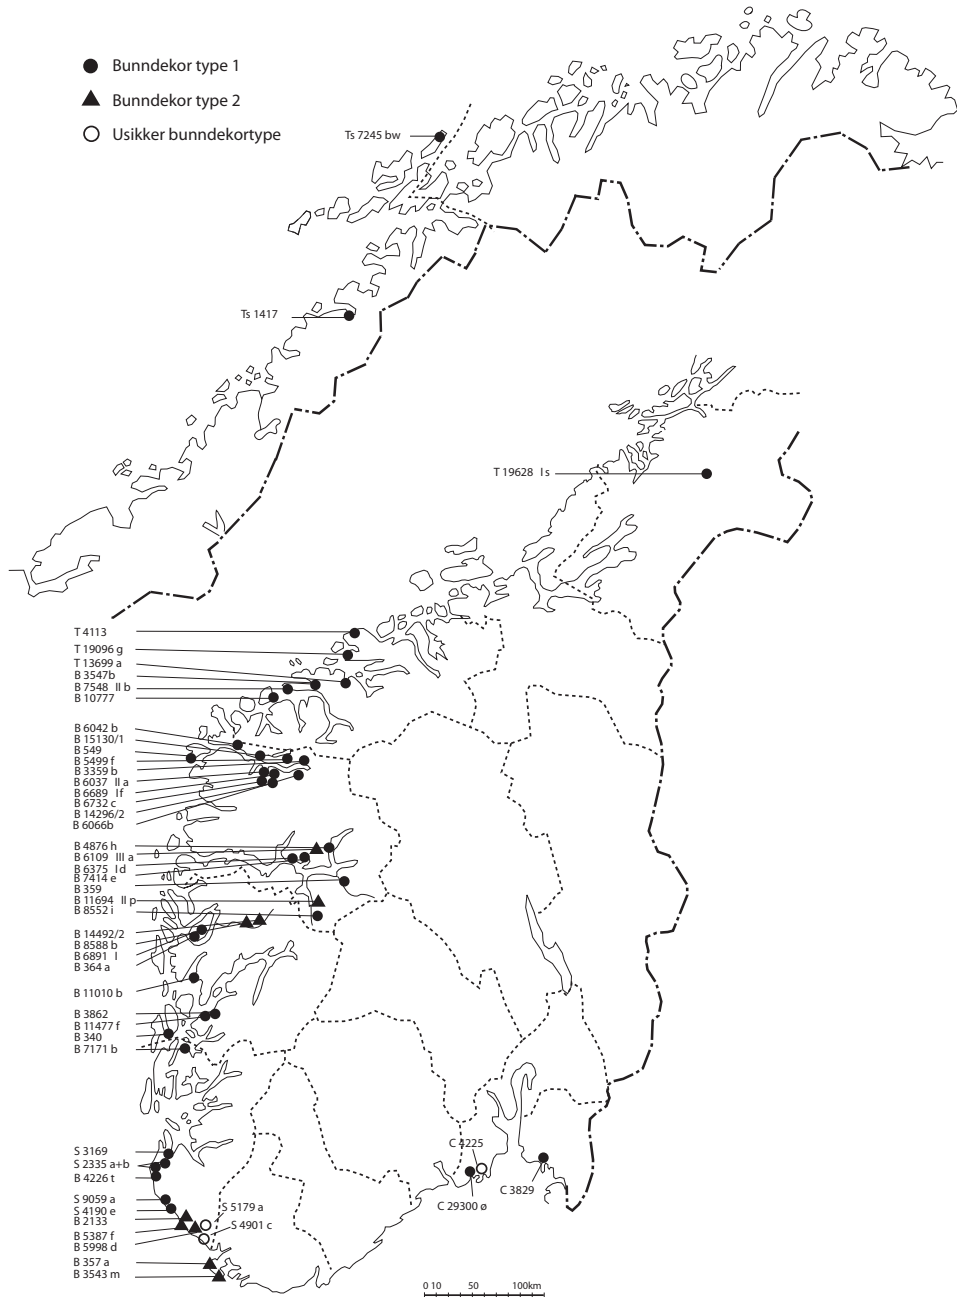 Bunndekor type 1
Bunndekor type 2
Usikker bunndekortype
Ts 7245 bw
Ts 1417
T 19628 I s
T 4113
T 19096 g
T 13699 a
B 3547b
B 7548 II b
B 10777
B 6042 b
B 15130/1
B 549
B 5499 f
B 3359 b
B 6037 II a
B 6689 I f
B 6732 c
B 14296/2
B 6066b
B 4876 h
B 6109 III a
B 6375 I d
B 7414 e
B 359
B 11694 II p
B 8552 i
B 14492/2
B 8588 b
B 6891 I
B 364 a
B 11010 b
B 3862
B 11477 f
B 340
B 7171 b
S 3169
S 2335 a+b
B 4226 t
S 9059 a
S 4190 e
B 2133
B 5387 f
B 5998 d
B 357 a
B 3543 m
S 5179 a
S 4901 c
C 4225
C 29300 ø
C 3829
0 10 50 100km